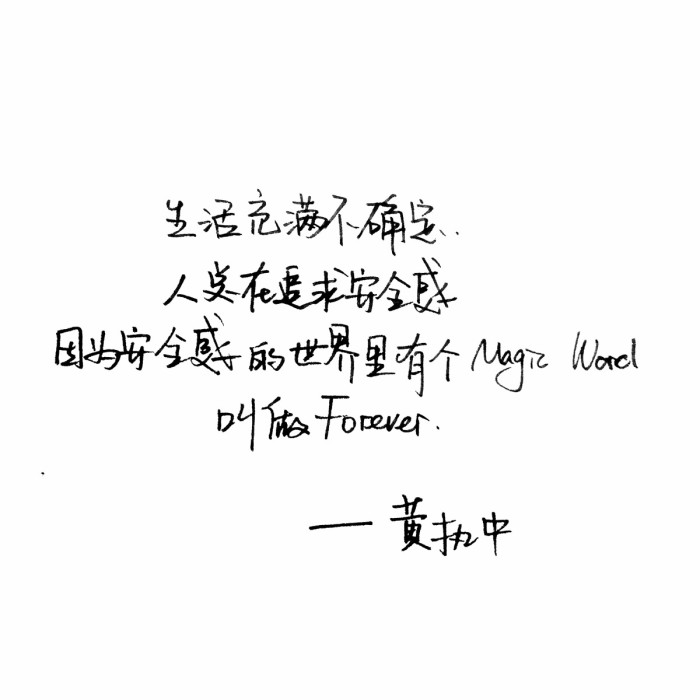 生活充满不确定..
人总在追求安全感
因为安全感的世界里有个 Magic Word
叫做 Forever.
—— 黄执中